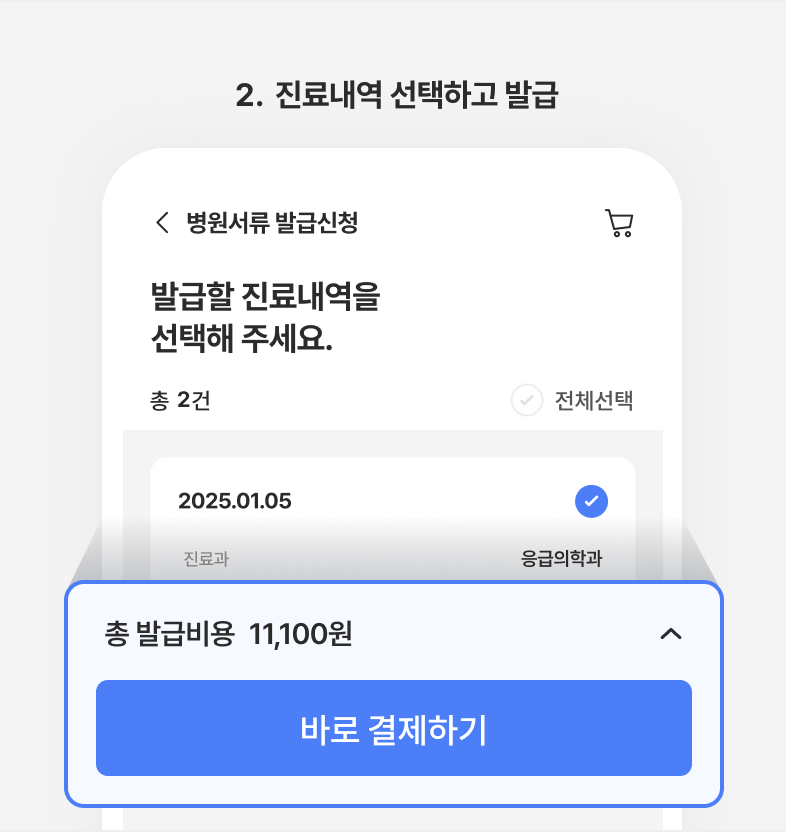 2. 진료내역 선택하고 발급
병원서류 발급신청
발급할 진료내역을
선택해 주세요.
총 2건 전체선택
2025.01.05
진료과 응급의학과
총 발급비용 11,100원
바로 결제하기